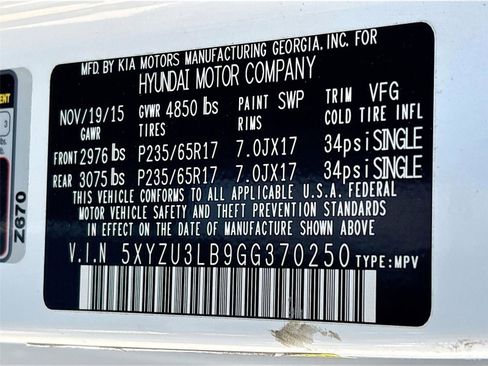 MFD. BY KIA MOTORS MANUFACTURING GEORGIA, INC. FOR
HYUNDAI MOTOR COMPANY
NOV/19/15 GVWR 4850 lbs PAINT SWP TRIM VFG
GAWR TIRES RIMS COLD TIRE INFL
FRONT 2976 lbs P235/65R17 7.0JX17 34psi SINGLE
REAR 3075 lbs P235/65R17 7.0JX17 34psi SINGLE
THIS VEHICLE CONFORMS TO ALL APPLICABLE U.S.A. FEDERAL
MOTOR VEHICLE SAFETY AND THEFT PREVENTION STANDARDS
IN EFFECT ON THE DATE OF MANUFACTURE SHOWN ABOVE.
V.I.N 5XYZU3LB9GG370250 TYPE:MPV
Z670